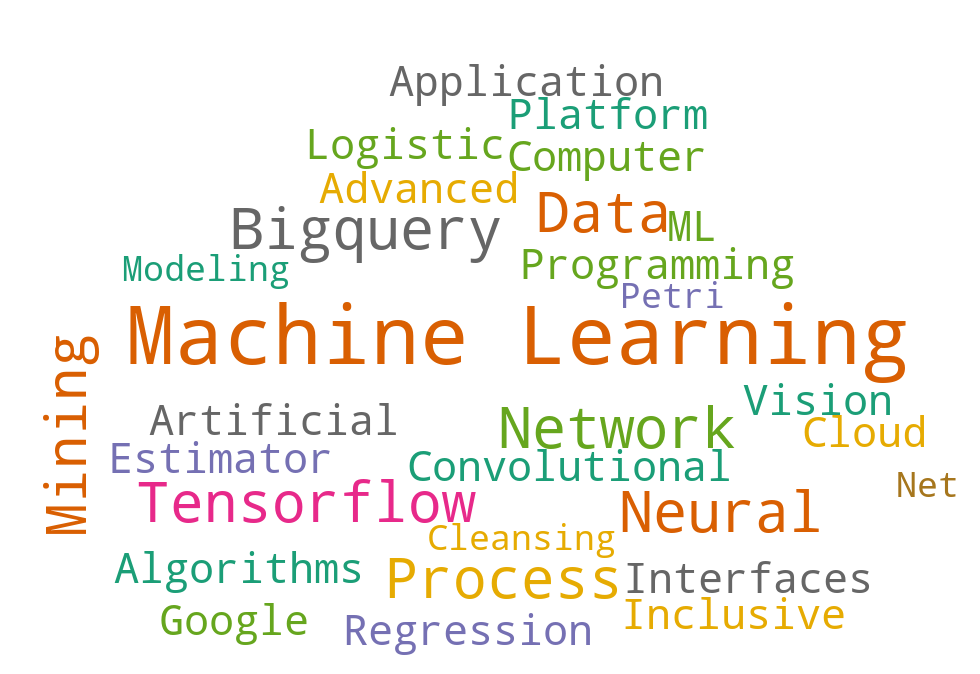 Application
Platform
Logistic
Computer
Advanced
Data
Bigquery
ML
Programming
Modeling
Petri
Machine Learning
Mining
Vision
Artificial
Network
Cloud
Estimator
Convolutional
Net
Tensorflow
Neural
Cleansing
Algorithms
Process
Interfaces
Google
Inclusive
Regression